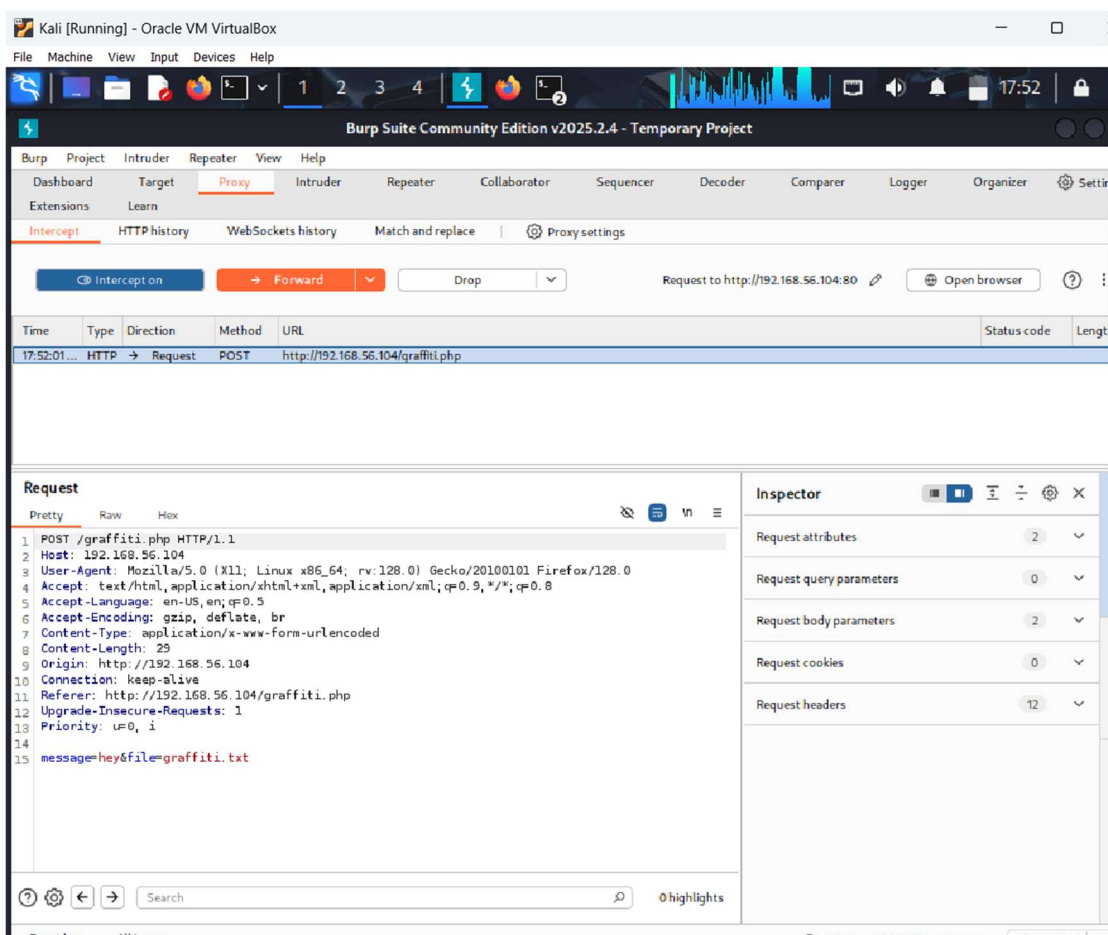 Kali [Running] - Oracle VM VirtualBox
File Machine View Input Devices Help
1 2 3 4 2 17:52
Burp Suite Community Edition v2025.2.4 - Temporary Project
Burp Project Intruder Repeater View Help
Dashboard Target Proxy Intruder Repeater Collaborator Sequencer Decoder Comparer Logger Organizer Settin
Extensions Learn
Intercept HTTP history WebSockets history Match and replace Proxy settings
Intercept on Forward Drop Request to http://192.168.56.104:80 Open browser
Time Type Direction Method URL Status code Lengt
17:52:01... HTTP → Request POST http://192.168.56.104/graffiti.php
Request
Pretty Raw Hex \n
1 POST /graffiti.php HTTP/1.1
2 Host: 192.168.56.104
3 User-Agent: Mozilla/5.0 (X11; Linux x86_64; rv:128.0) Gecko/20100101 Firefox/128.0
4 Accept: text/html,application/xhtml+xml,application/xml;q=0.9,*/*;q=0.8
5 Accept-Language: en-US,en;q=0.5
6 Accept-Encoding: gzip, deflate, br
7 Content-Type: application/x-www-form-urlencoded
8 Content-Length: 29
9 Origin: http://192.168.56.104
10 Connection: keep-alive
11 Referer: http://192.168.56.104/graffiti.php
12 Upgrade-Insecure-Requests: 1
13 Priority: u=0, i
14
15 message=hey&file=graffiti.txt
Inspector
Request attributes 2
Request query parameters 0
Request body parameters 2
Request cookies 0
Request headers 12
Search 0 highlights